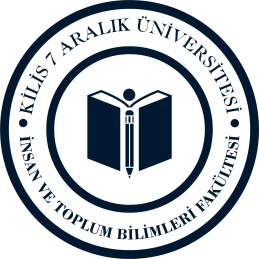 KİLİS 7 ARALIK ÜNİVERSİTESİ
İNSAN VE TOPLUM BİLİMLERİ FAKÜLTESİ